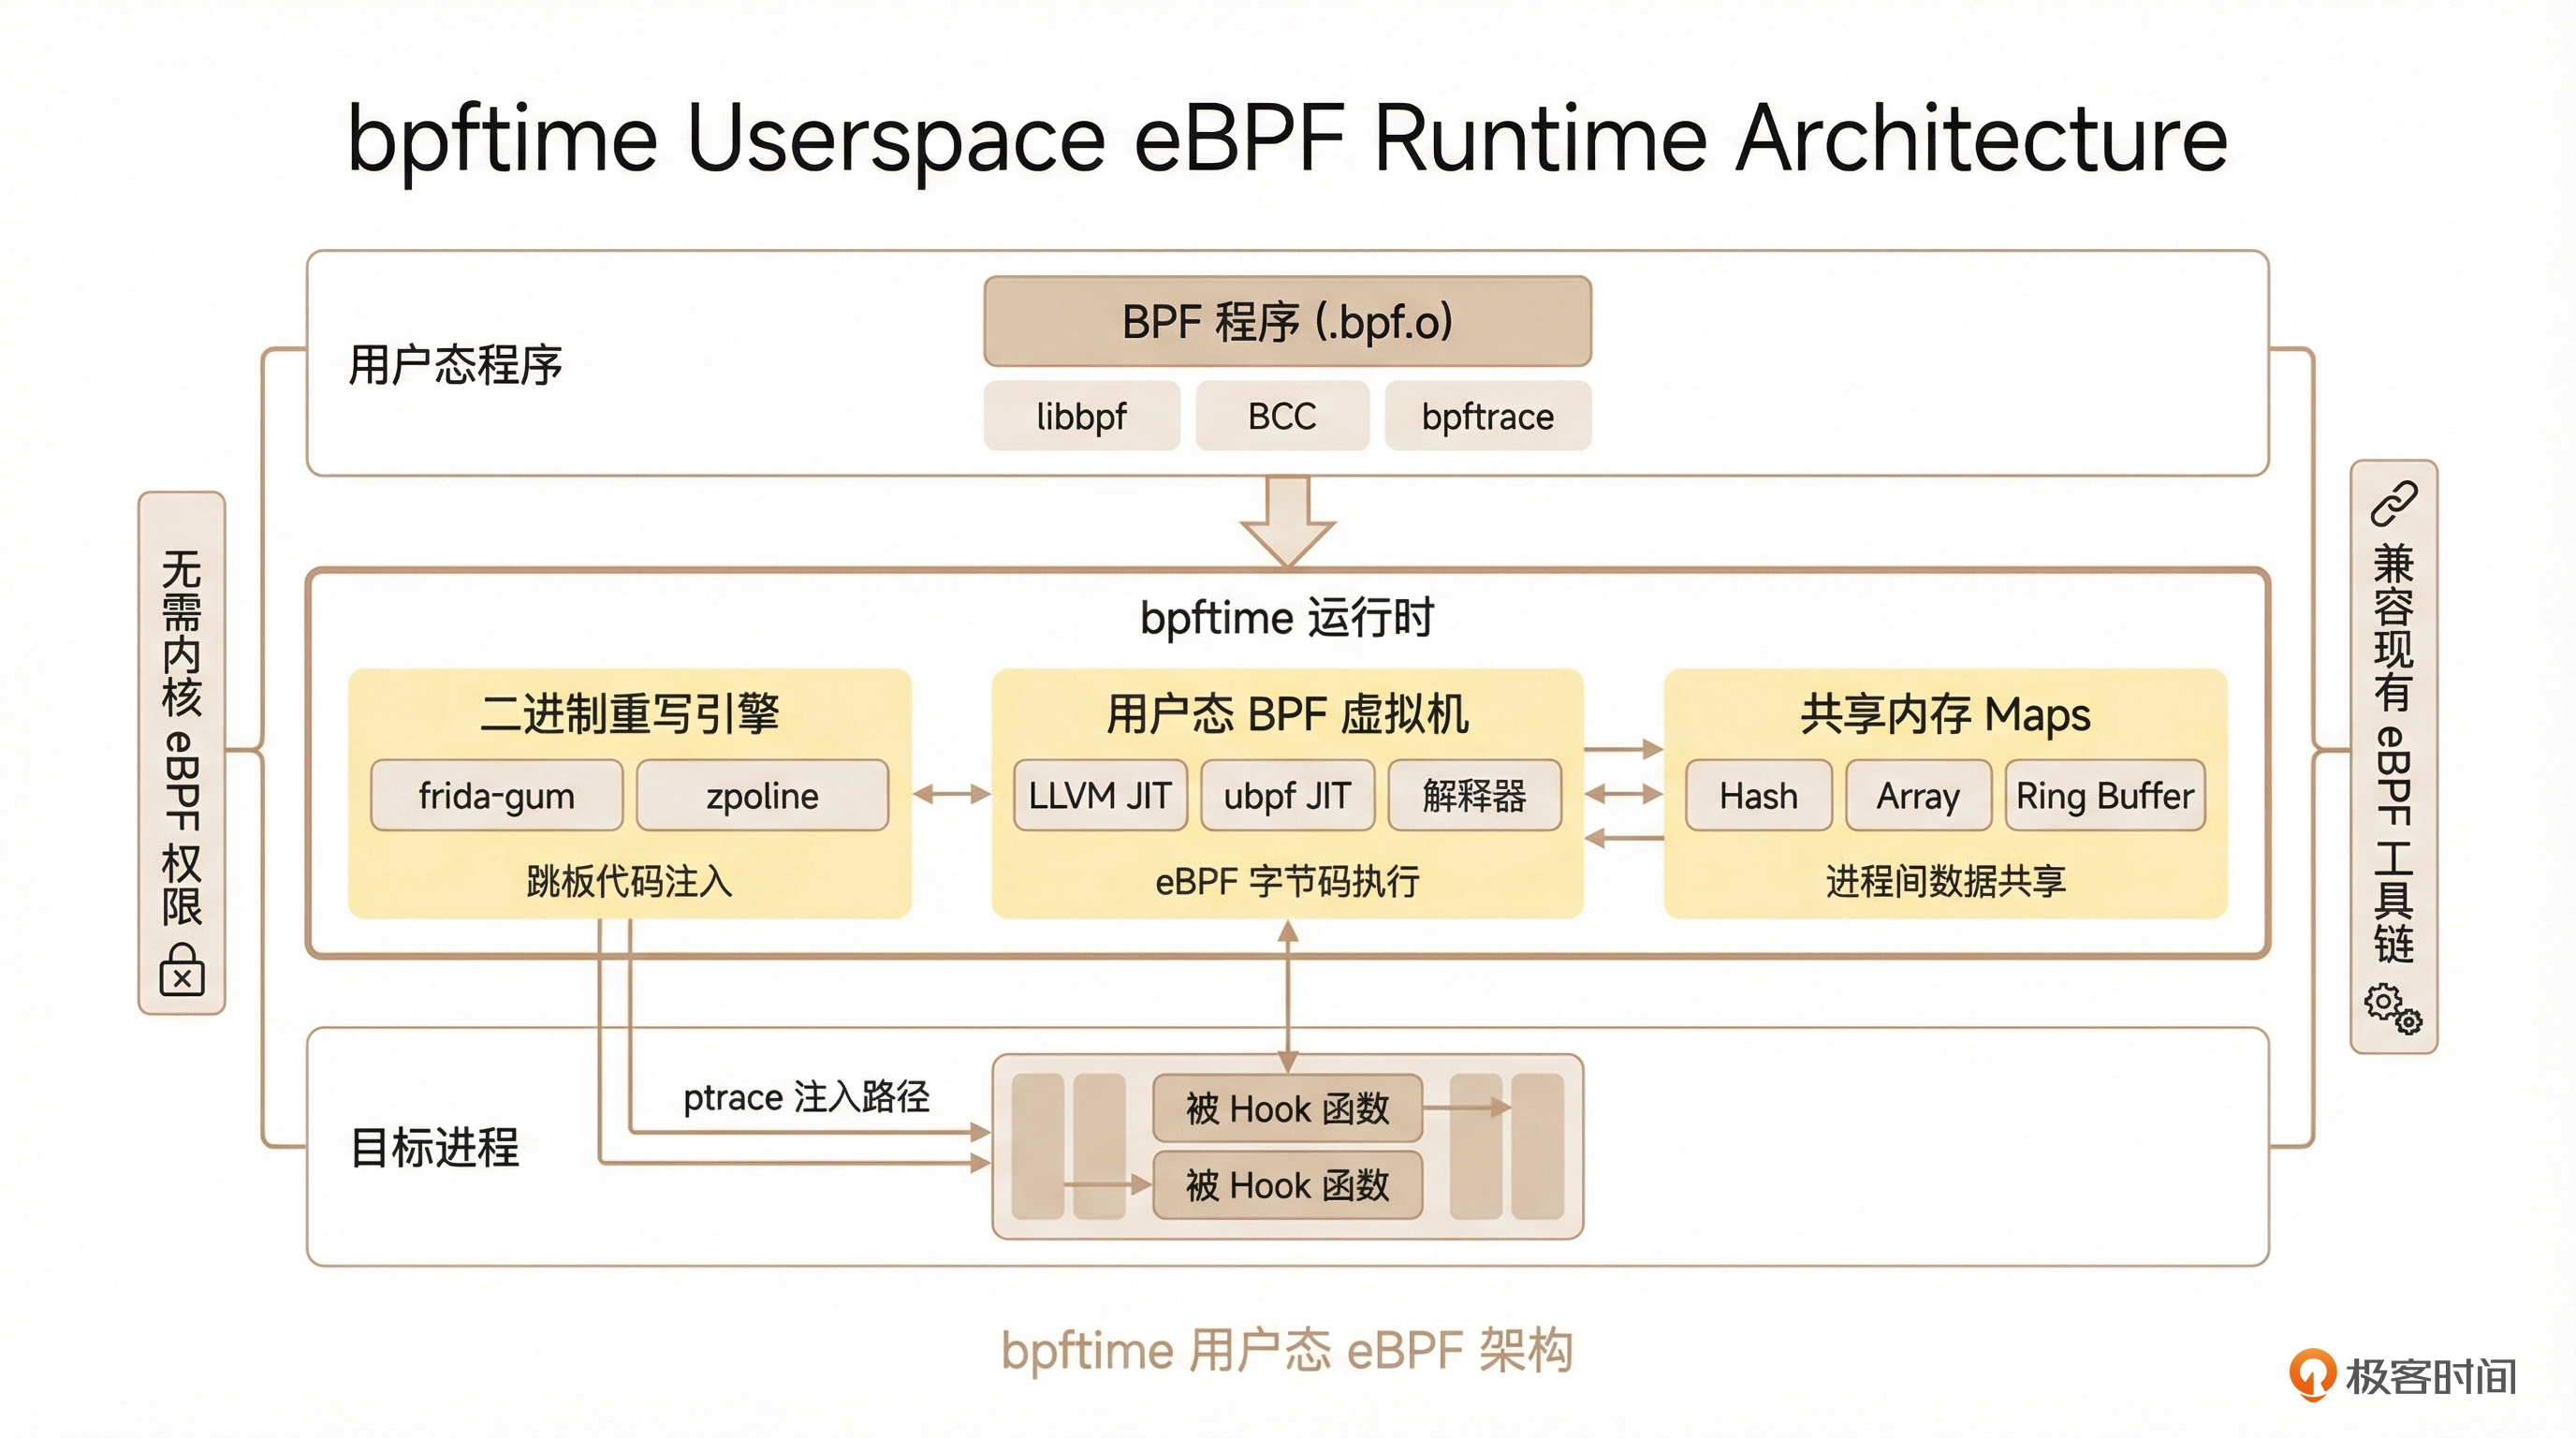 bpftime Userspace eBPF Runtime Architecture
用户态程序
BPF 程序 (.bpf.o)
libbpf
BCC
bpftrace
无需内核 eBPF 权限
兼容现有 eBPF 工具链
bpftime 运行时
二进制重写引擎
frida-gum
zpoline
跳板代码注入
用户态 BPF 虚拟机
LLVM JIT
ubpf JIT
解释器
eBPF 字节码执行
共享内存 Maps
Hash
Array
Ring Buffer
进程间数据共享
目标进程
ptrace 注入路径
被 Hook 函数
被 Hook 函数
bpftime 用户态 eBPF 架构
极客时间